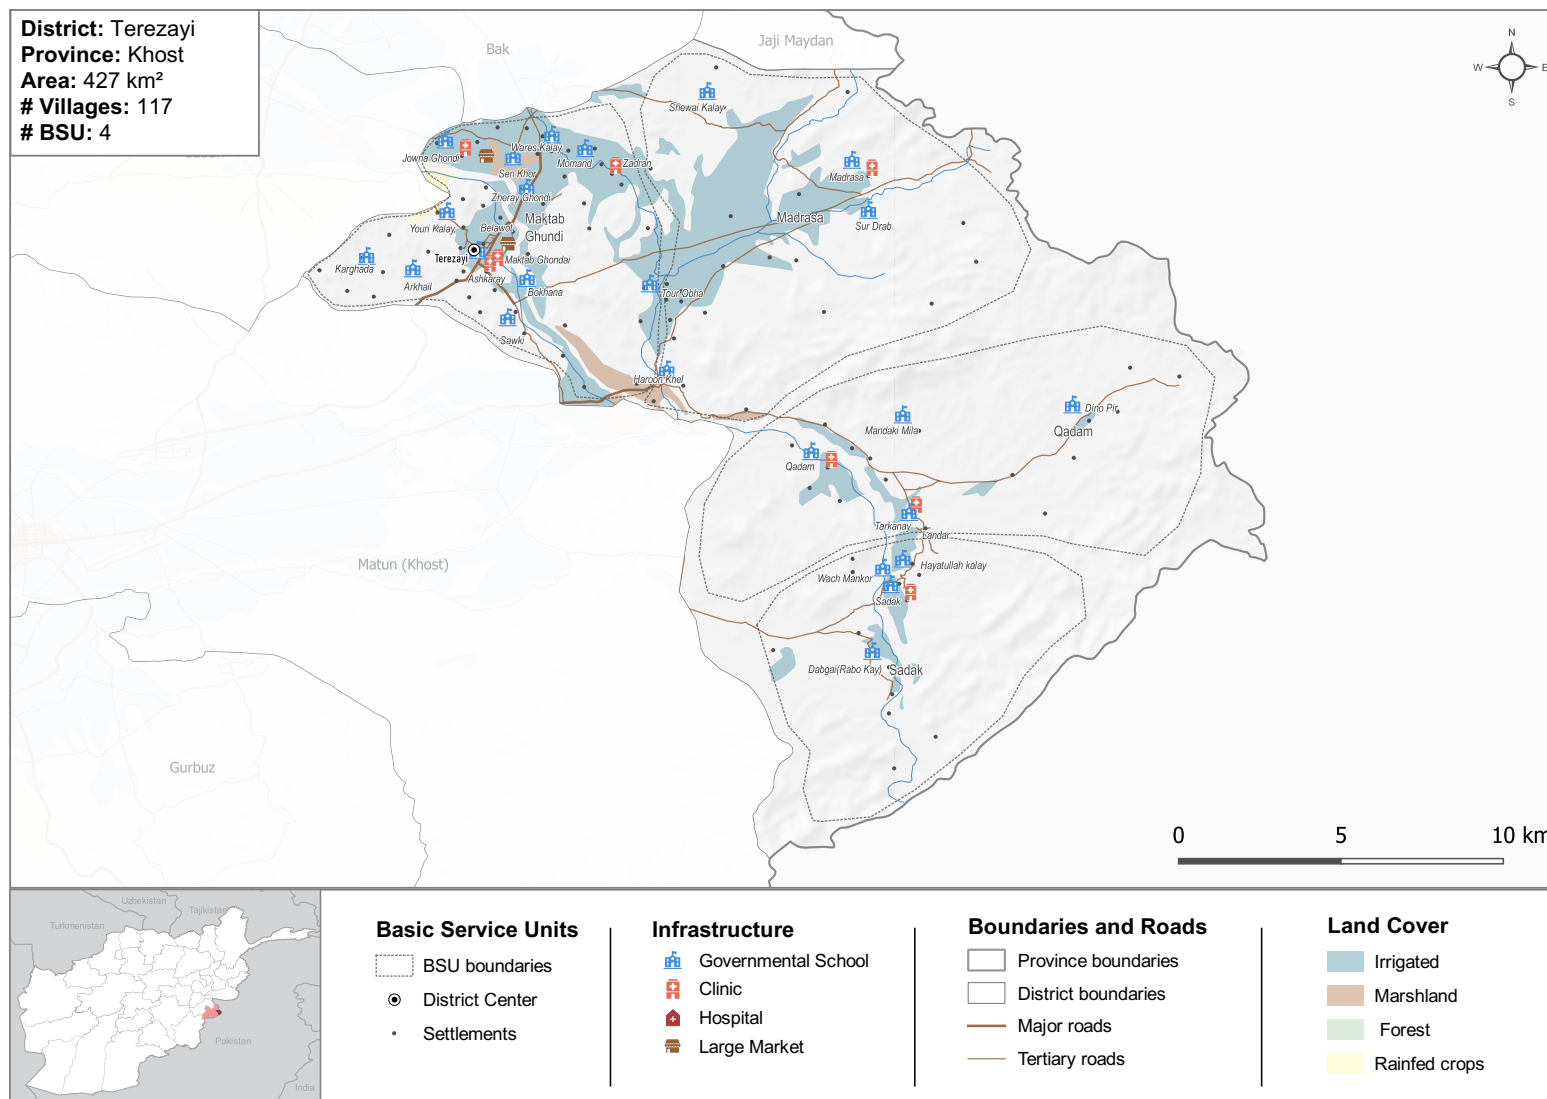 District: Terezayi
Province: Khost
Area: 427 km²
# Villages: 117
# BSU: 4
Bak
Jaji Maydan
N
W
E
S
Shewai Kalay
Jowna Ghondi
Wares Kalay
Momand
Zadran
Sen Khor
Zheray Ghondi
Madrasa
Sur Drab
Madrasa
Youri Kalay
Belawot
Maktab
Ghundi
Terezayi
Maktab Ghondai
Karghada
Arkhail
Ashkaray
Bokhana
Tour Obha
Sawki
Haroon Khel
Mandaki Mila
Dino Pir
Qadam
Qadam
Tarkanay
Landar
Matun (Khost)
Wach Mankor
Hayatullah kalay
Sadak
Dabgai(Rabo Kay)
Sadak
Gurbuz
0
5
10 km
Uzbekistan
Tajikistan
Turkmenistan
Pakistan
India
Basic Service Units
BSU boundaries
District Center
Settlements
Infrastructure
Governmental School
Clinic
Hospital
Large Market
Boundaries and Roads
Province boundaries
District boundaries
Major roads
Tertiary roads
Land Cover
Irrigated
Marshland
Forest
Rainfed crops